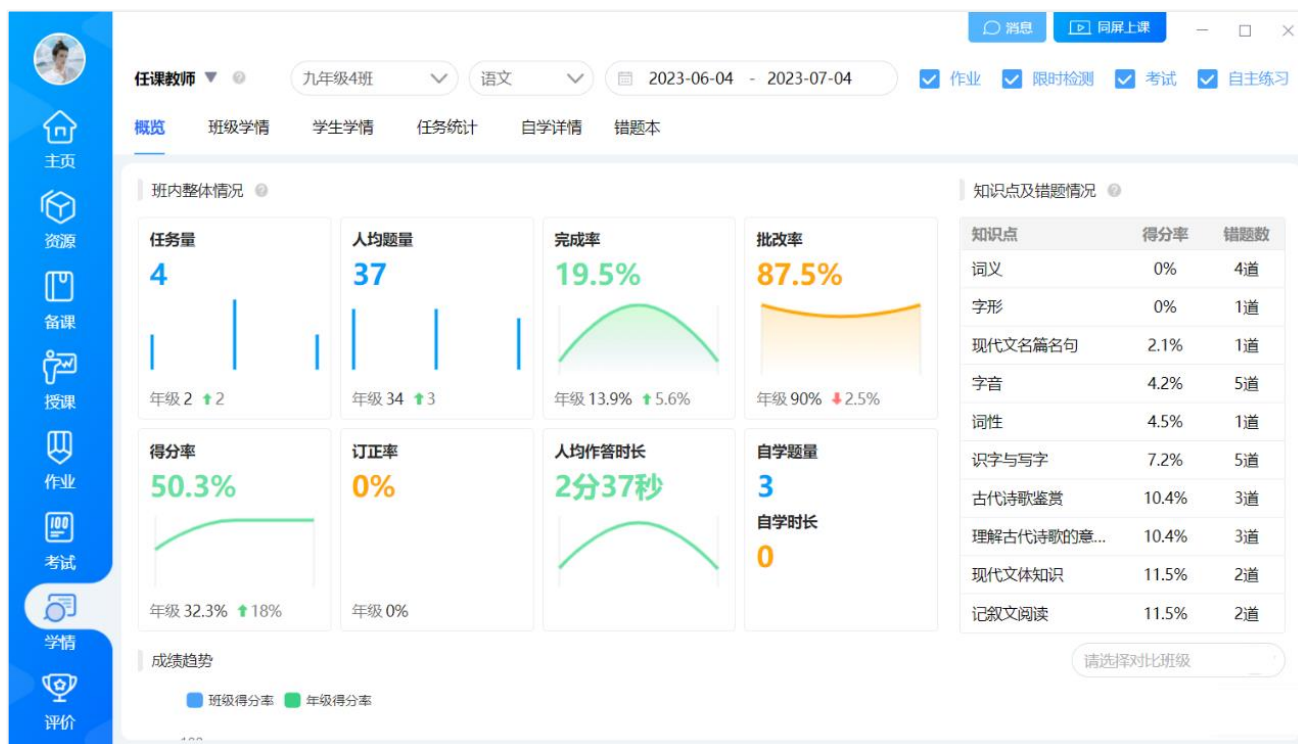 消息 同屏上课
任课教师 九年级4班 语文 2023-06-04 - 2023-07-04 作业 限时检测 考试 自主练习
概览 班级学情 学生学情 任务统计 自学详情 错题本
主页
资源
备课
授课
作业
100
考试
学情
评价
班内整体情况
任务量 人均题量 完成率 批改率
4 37 19.5% 87.5%
年级 2 2 年级 34 3 年级 13.9% 5.6% 年级 90% 2.5%
得分率 订正率 人均作答时长 自学题量
50.3% 0% 2分37秒 3
自学时长
0
年级 32.3% 18% 年级 0%
知识点及错题情况
知识点 得分率 错题数
词义 0% 4道
字形 0% 1道
现代文名篇名句 2.1% 1道
字音 4.2% 5道
词性 4.5% 1道
识字与写字 7.2% 5道
古代诗歌鉴赏 10.4% 3道
理解古代诗歌的意... 10.4% 3道
现代文体知识 11.5% 2道
记叙文阅读 11.5% 2道
成绩趋势 请选择对比班级
班级得分率 年级得分率